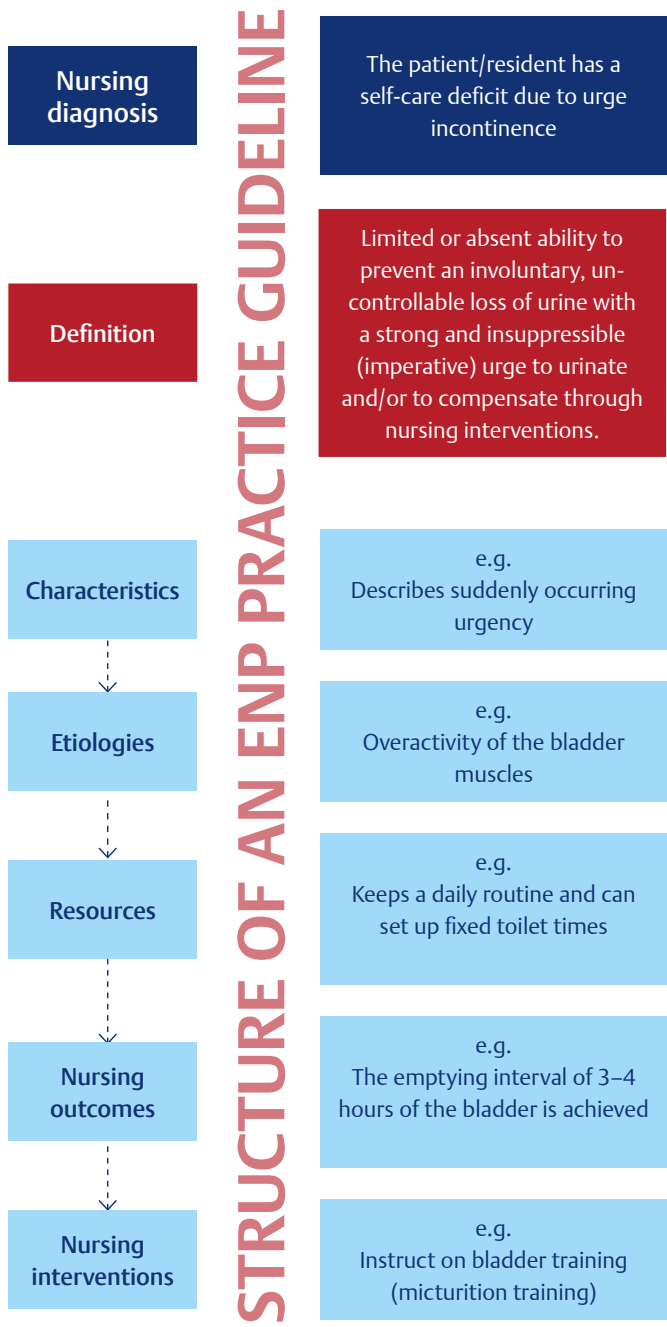 Nursing
diagnosis
The patient/resident has a
self-care deficit due to urge
incontinence
STRUCTURE OF AN ENP PRACTICE GUIDELINE
Definition
Limited or absent ability to
prevent an involuntary, un-
controllable loss of urine with
a strong and insuppressible
(imperative) urge to urinate
and/or to compensate through
nursing interventions.
Characteristics
e.g.
Describes suddenly occurring
urgency
Etiologies
e.g.
Overactivity of the bladder
muscles
Resources
e.g.
Keeps a daily routine and can
set up fixed toilet times
Nursing
outcomes
e.g.
The emptying interval of 3–4
hours of the bladder is achieved
Nursing
interventions
e.g.
Instruct on bladder training
(micturition training)